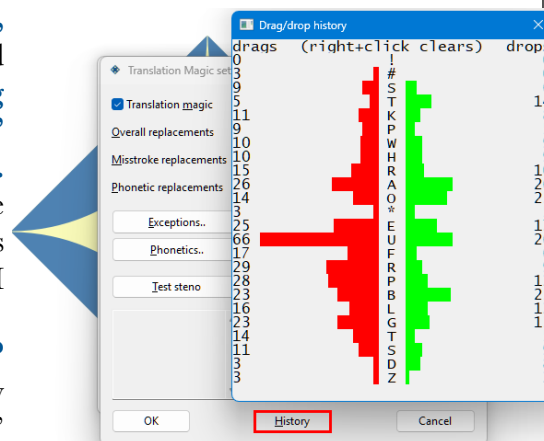 Drag/drop history
drags (right+click clears) drop
0 !
3 #
9 S
5 T
11 K
9 P
10 W
10 H
15 R
26 A
14 O
3 *
25 E
66 U
17 F
29 R
28 P
23 B
16 L
23 G
14 T
11 S
3 D
3 Z
Translation Magic
Translation magic
Overall replacements
Misstroke replacements
Phonetic replacements
Exceptions..
Phonetics..
Test steno
OK
History
Cancel